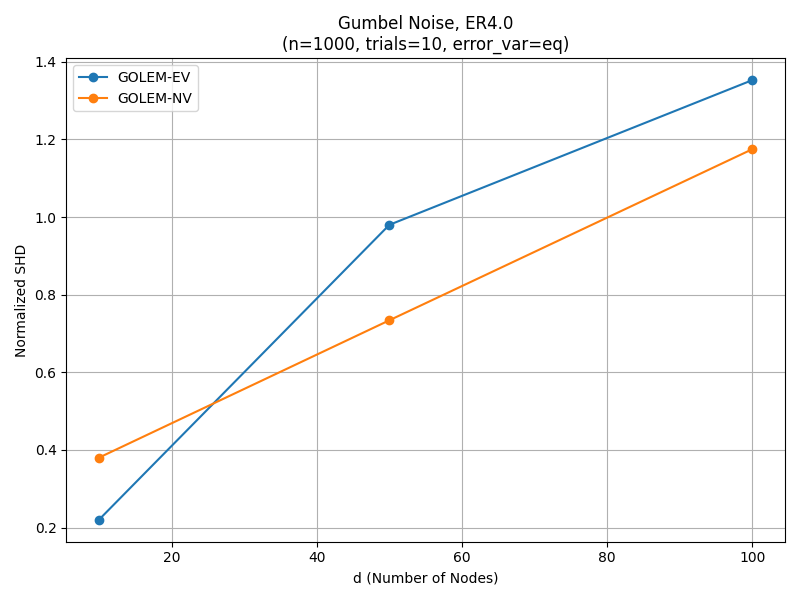 Gumbel Noise, ER4.0
(n=1000, trials=10, error_var=eq)
GOLEM-EV
GOLEM-NV
Normalized SHD
1.4
1.2
1.0
0.8
0.6
0.4
0.2
20 40 60 80 100
d (Number of Nodes)